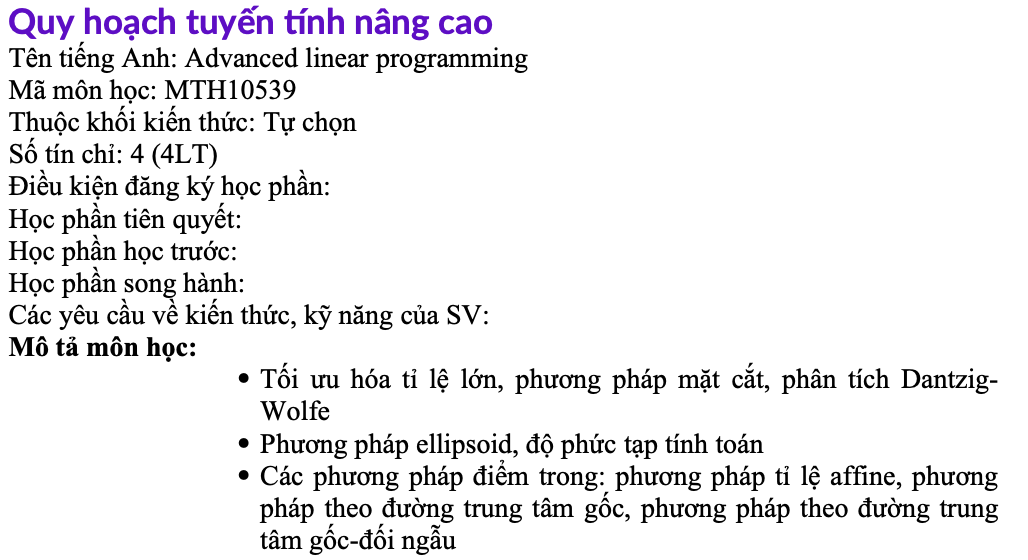 Quy hoạch tuyến tính nâng cao
Tên tiếng Anh: Advanced linear programming
Mã môn học: MTH10539
Thuộc khối kiến thức: Tự chọn
Số tín chỉ: 4 (4LT)
Điều kiện đăng ký học phần:
Học phần tiên quyết:
Học phần học trước:
Học phần song hành:
Các yêu cầu về kiến thức, kỹ năng của SV:
Mô tả môn học:
• Tối ưu hóa tỉ lệ lớn, phương pháp mặt cắt, phân tích Dantzig-
Wolfe
• Phương pháp ellipsoid, độ phức tạp tính toán
• Các phương pháp điểm trong: phương pháp tỉ lệ affine, phương
pháp theo đường trung tâm gốc, phương pháp theo đường trung
tâm gốc-đối ngẫu